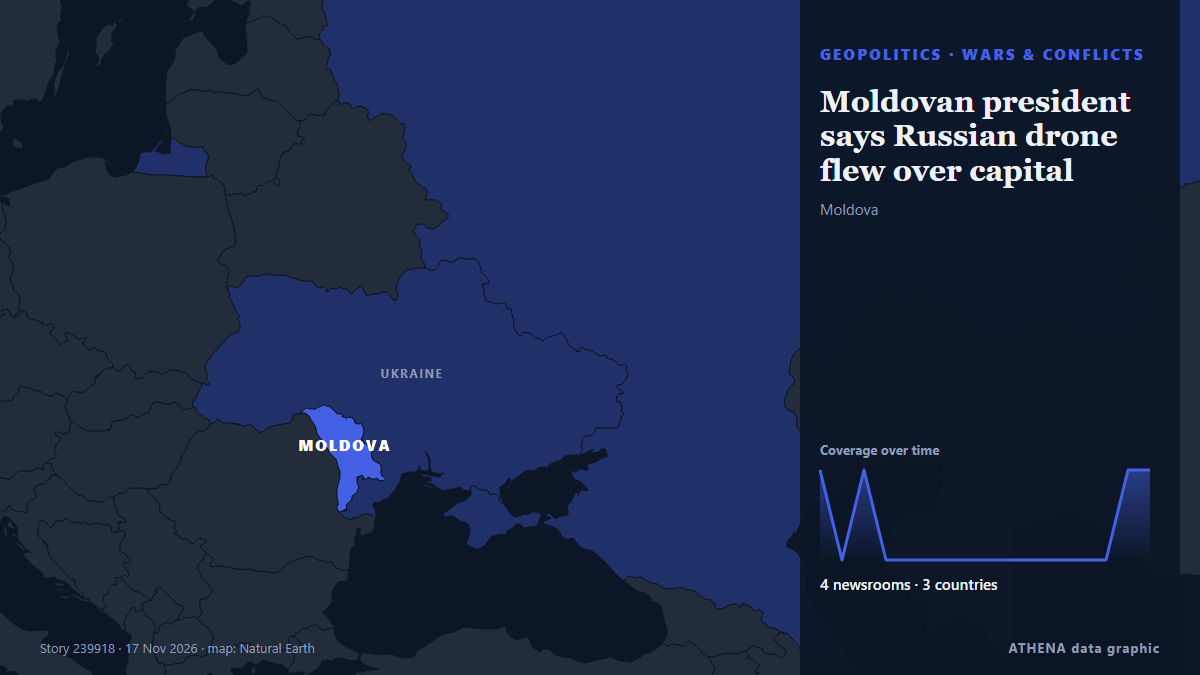 GEOPOLITICS · WARS & CONFLICTS
Moldovan president
says Russian drone
flew over capital
Moldova
UKRAINE
MOLDOVA
Coverage over time
4 newsrooms · 3 countries
Story 239918 · 17 Nov 2026 · map: Natural Earth
ATHENA data graphic